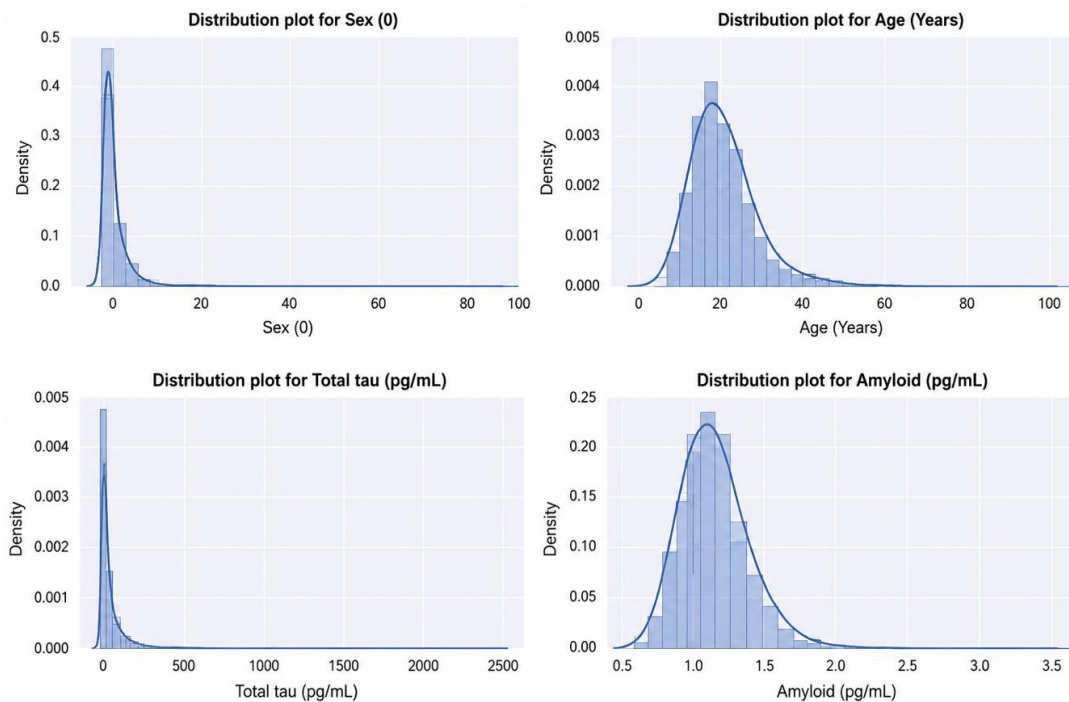 Distribution plot for Sex (0)
0.5
0.4
0.3
0.2
0.1
0.0
Density
0 20 40 60 80 100
Sex (0)
Distribution plot for Age (Years)
0.005
0.004
0.003
0.002
0.001
0.000
Density
0 20 40 60 80 100
Age (Years)
Distribution plot for Total tau (pg/mL)
0.005
0.004
0.003
0.002
0.001
0.000
Density
0 500 1000 1500 2000 2500
Total tau (pg/mL)
Distribution plot for Amyloid (pg/mL)
0.25
0.20
0.15
0.10
0.05
0.00
Density
0.5 1.0 1.5 2.0 2.5 3.0 3.5
Amyloid (pg/mL)